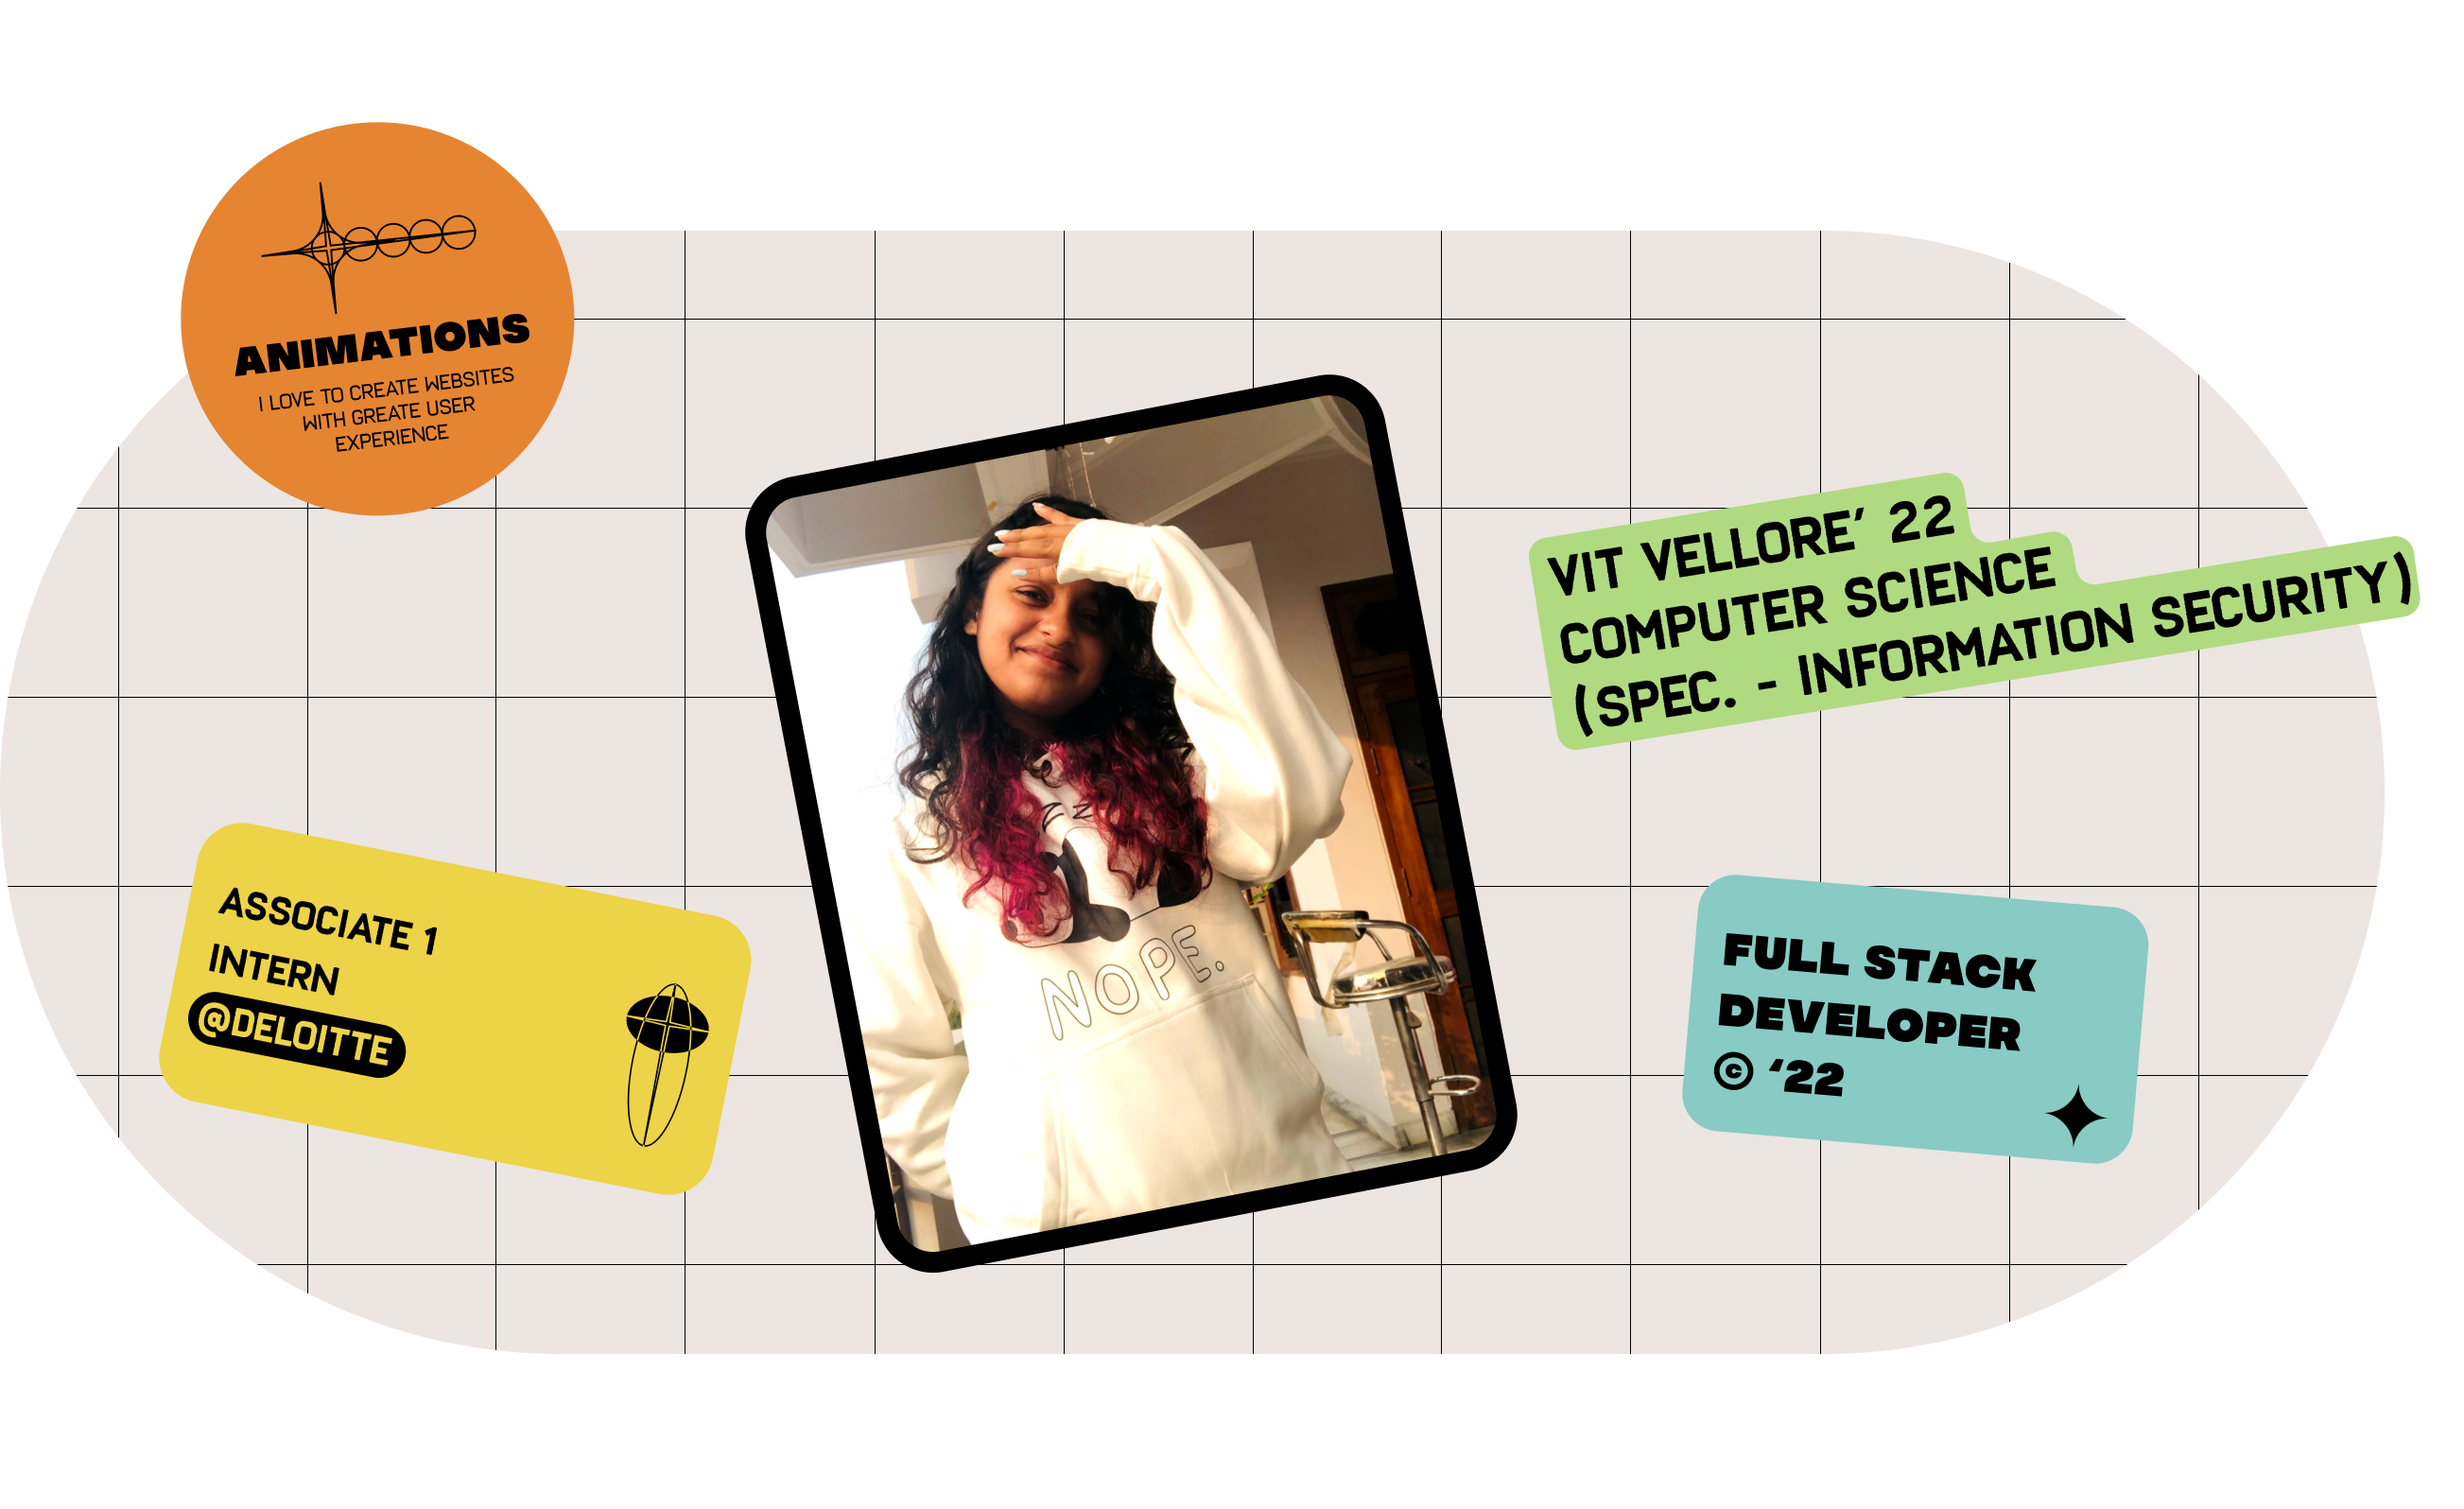 ANIMATIONS
I LOVE TO CREATE WEBSITES
WITH GREATE USER
EXPERIENCE
VIT VELLORE' 22
COMPUTER SCIENCE
(SPEC. - INFORMATION SECURITY)
ASSOCIATE 1
INTERN
@DELOITTE
NOPE.
FULL STACK
DEVELOPER
© '22